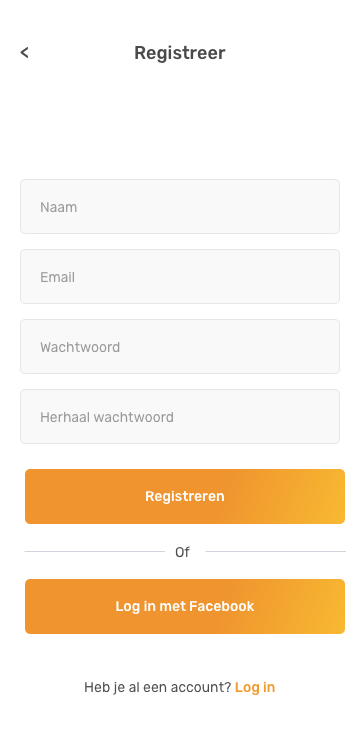 < Registreer
Naam
Email
Wachtwoord
Herhaal wachtwoord
Registreren
Of
Log in met Facebook
Heb je al een account? Log in